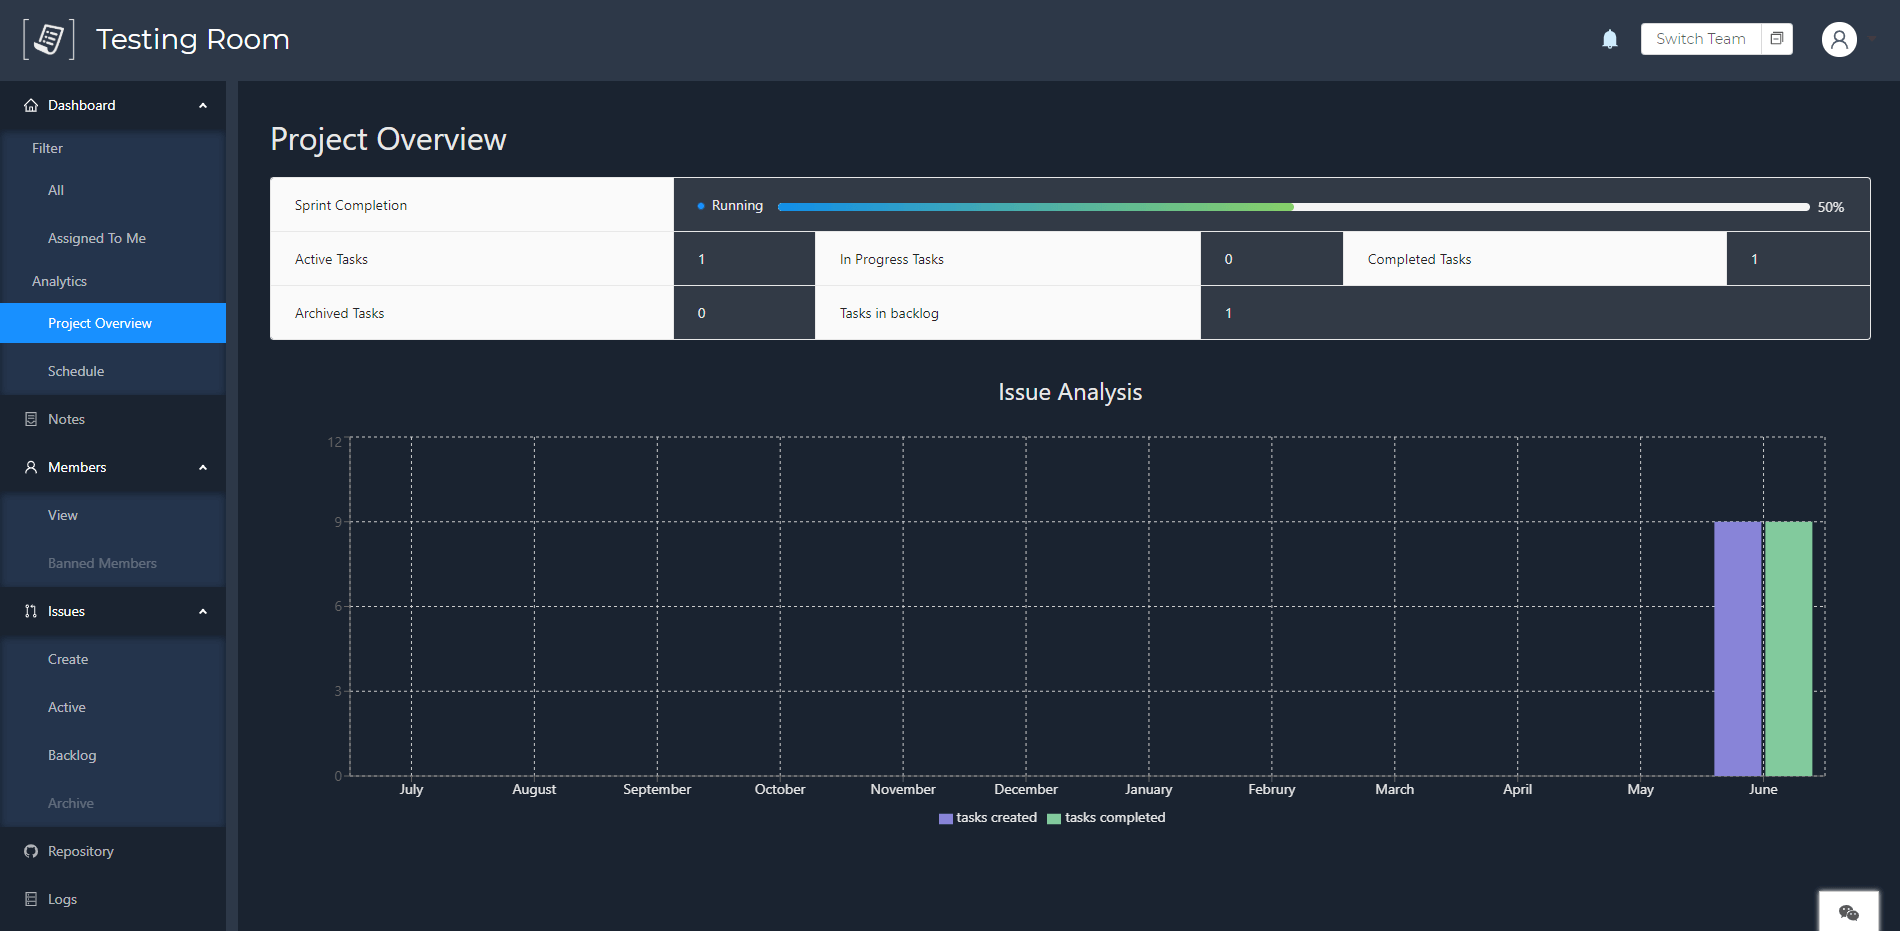 Testing Room
Switch Team
Dashboard
Filter
All
Assigned To Me
Analytics
Project Overview
Schedule
Notes
Members
View
Banned Members
Issues
Create
Active
Backlog
Archive
Repository
Logs
Project Overview
Sprint Completion Running 50%
Active Tasks 1 In Progress Tasks 0 Completed Tasks 1
Archived Tasks 0 Tasks in backlog 1
Issue Analysis
12
9
6
3
0
July August September October November December January Februry March April May June
tasks created tasks completed